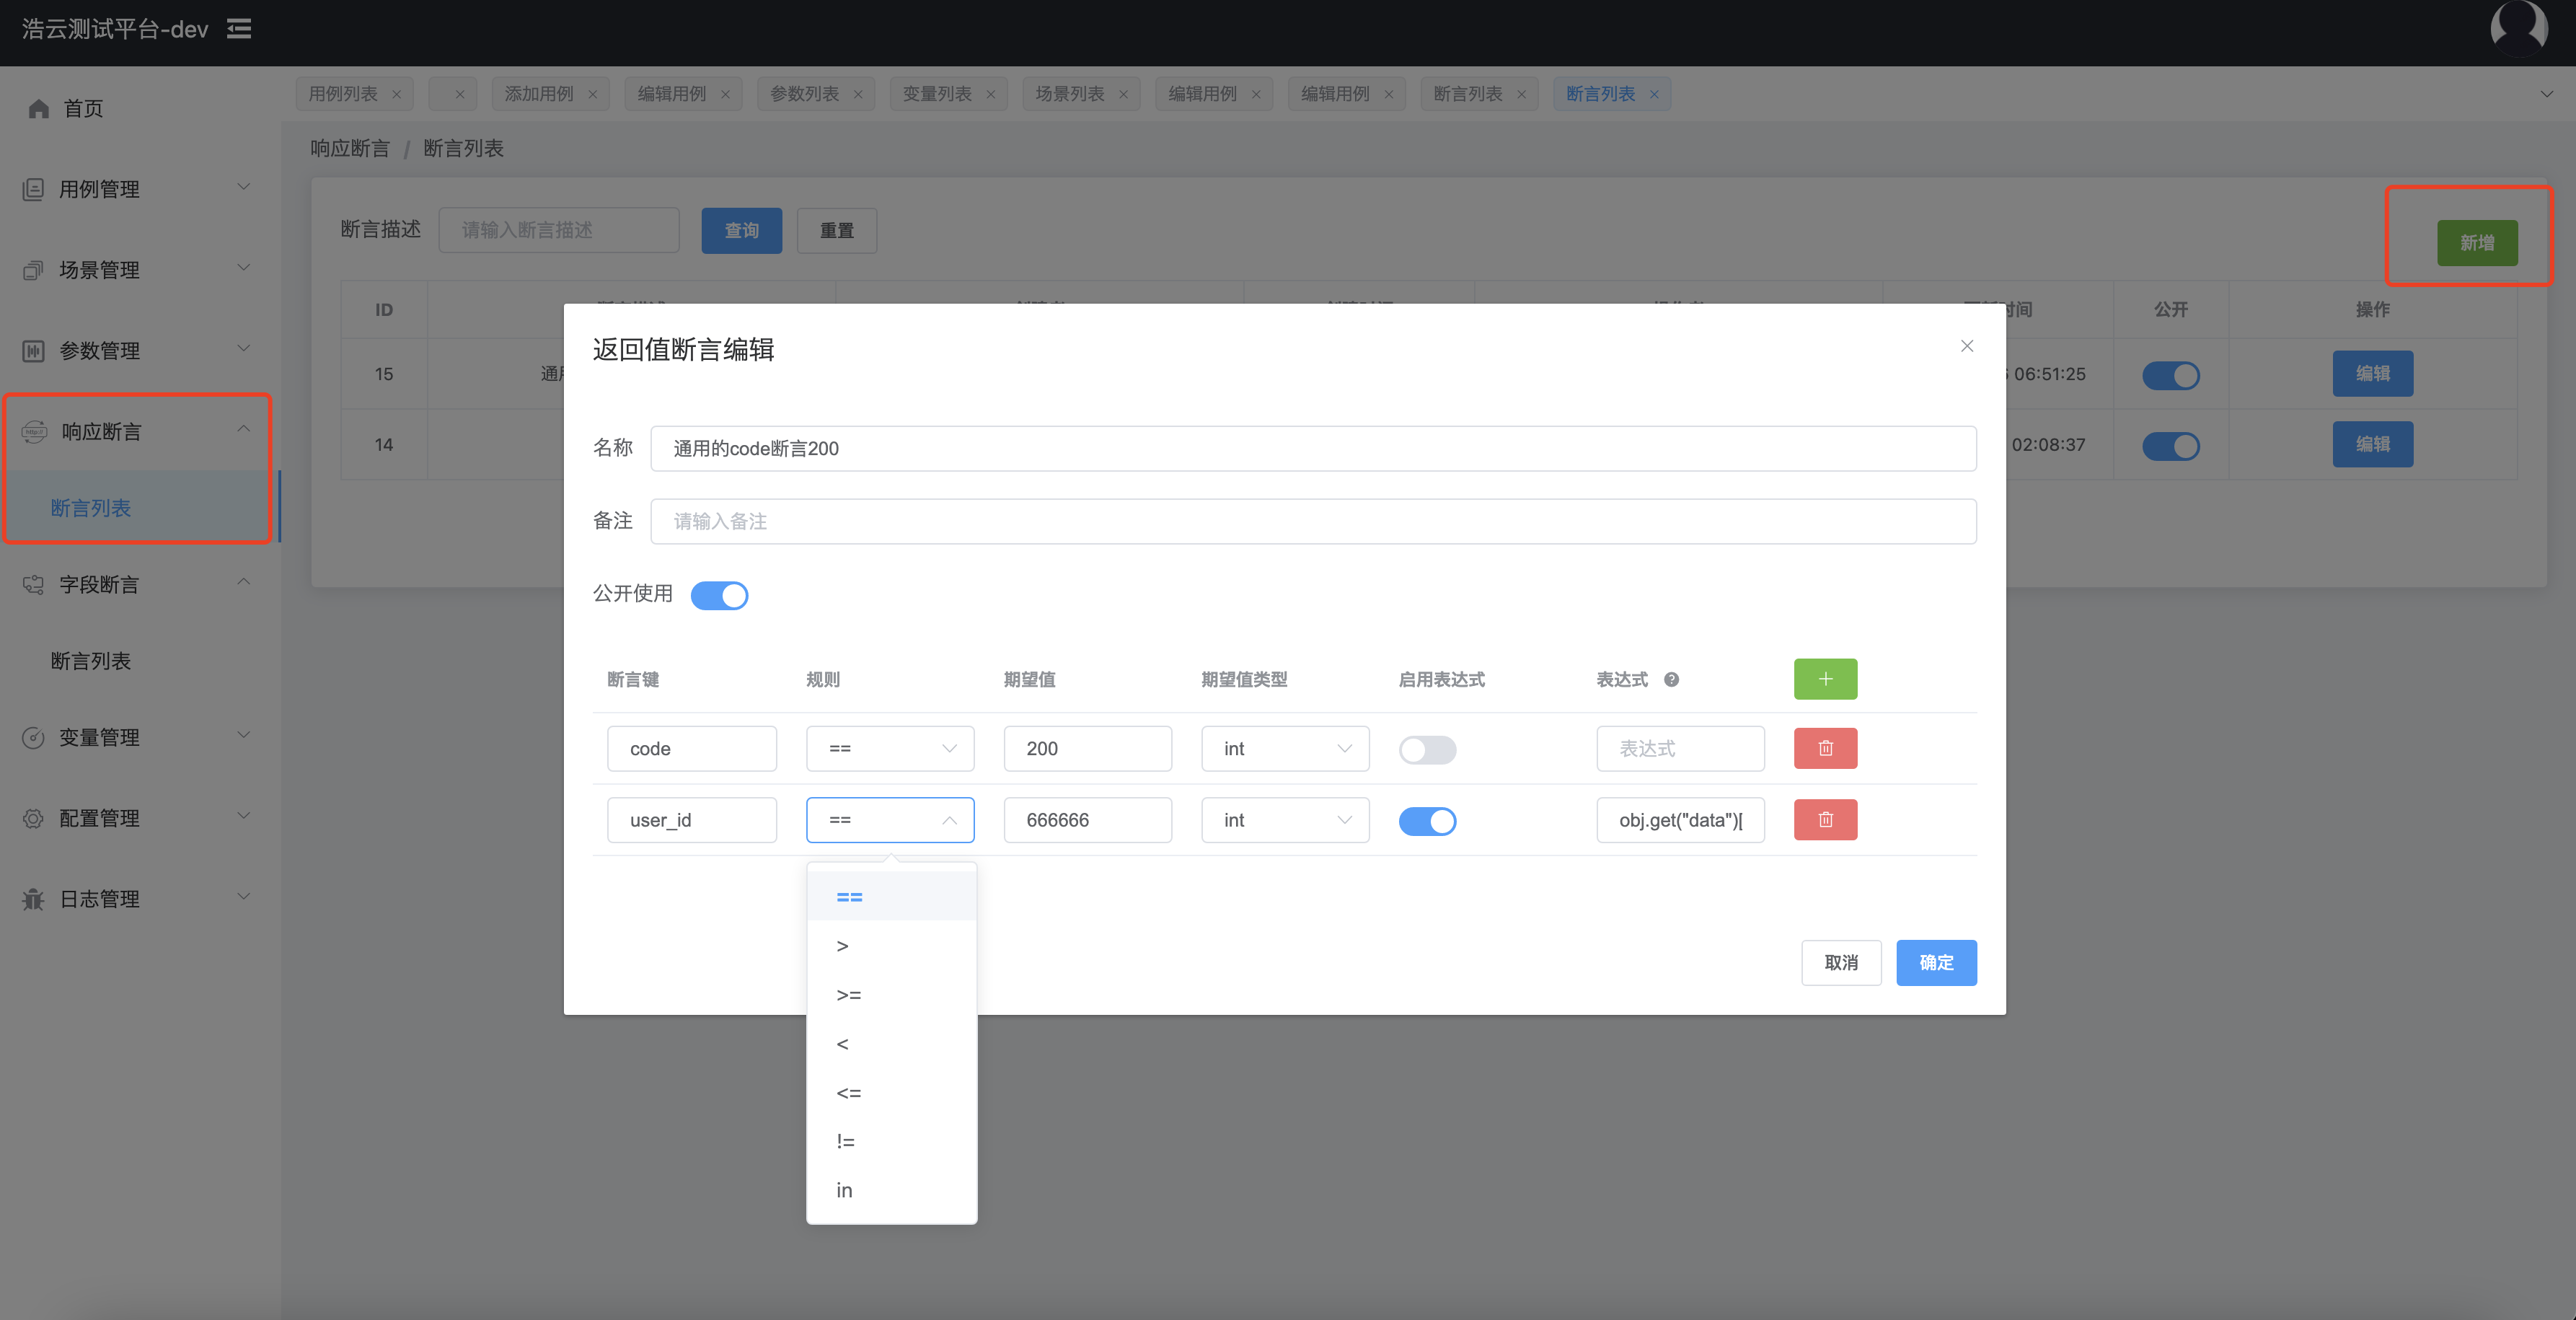 浩云测试平台-dev
首页
用例管理
场景管理
参数管理
响应断言
断言列表
字段断言
断言列表
变量管理
配置管理
日志管理
用例列表
添加用例
编辑用例
参数列表
变量列表
场景列表
编辑用例
编辑用例
断言列表
断言列表
响应断言 / 断言列表
断言描述 请输入断言描述 查询 重置
新增
ID 公开 操作
15 06:51:25 编辑
14 02:08:37 编辑
返回值断言编辑
名称 通用的code断言200
备注 请输入备注
公开使用
断言键 规则 期望值 期望值类型 启用表达式 表达式
code == 200 int 表达式
user_id == 666666 int obj.get("data")[
==
>
>=
<
<=
!=
in
取消 确定